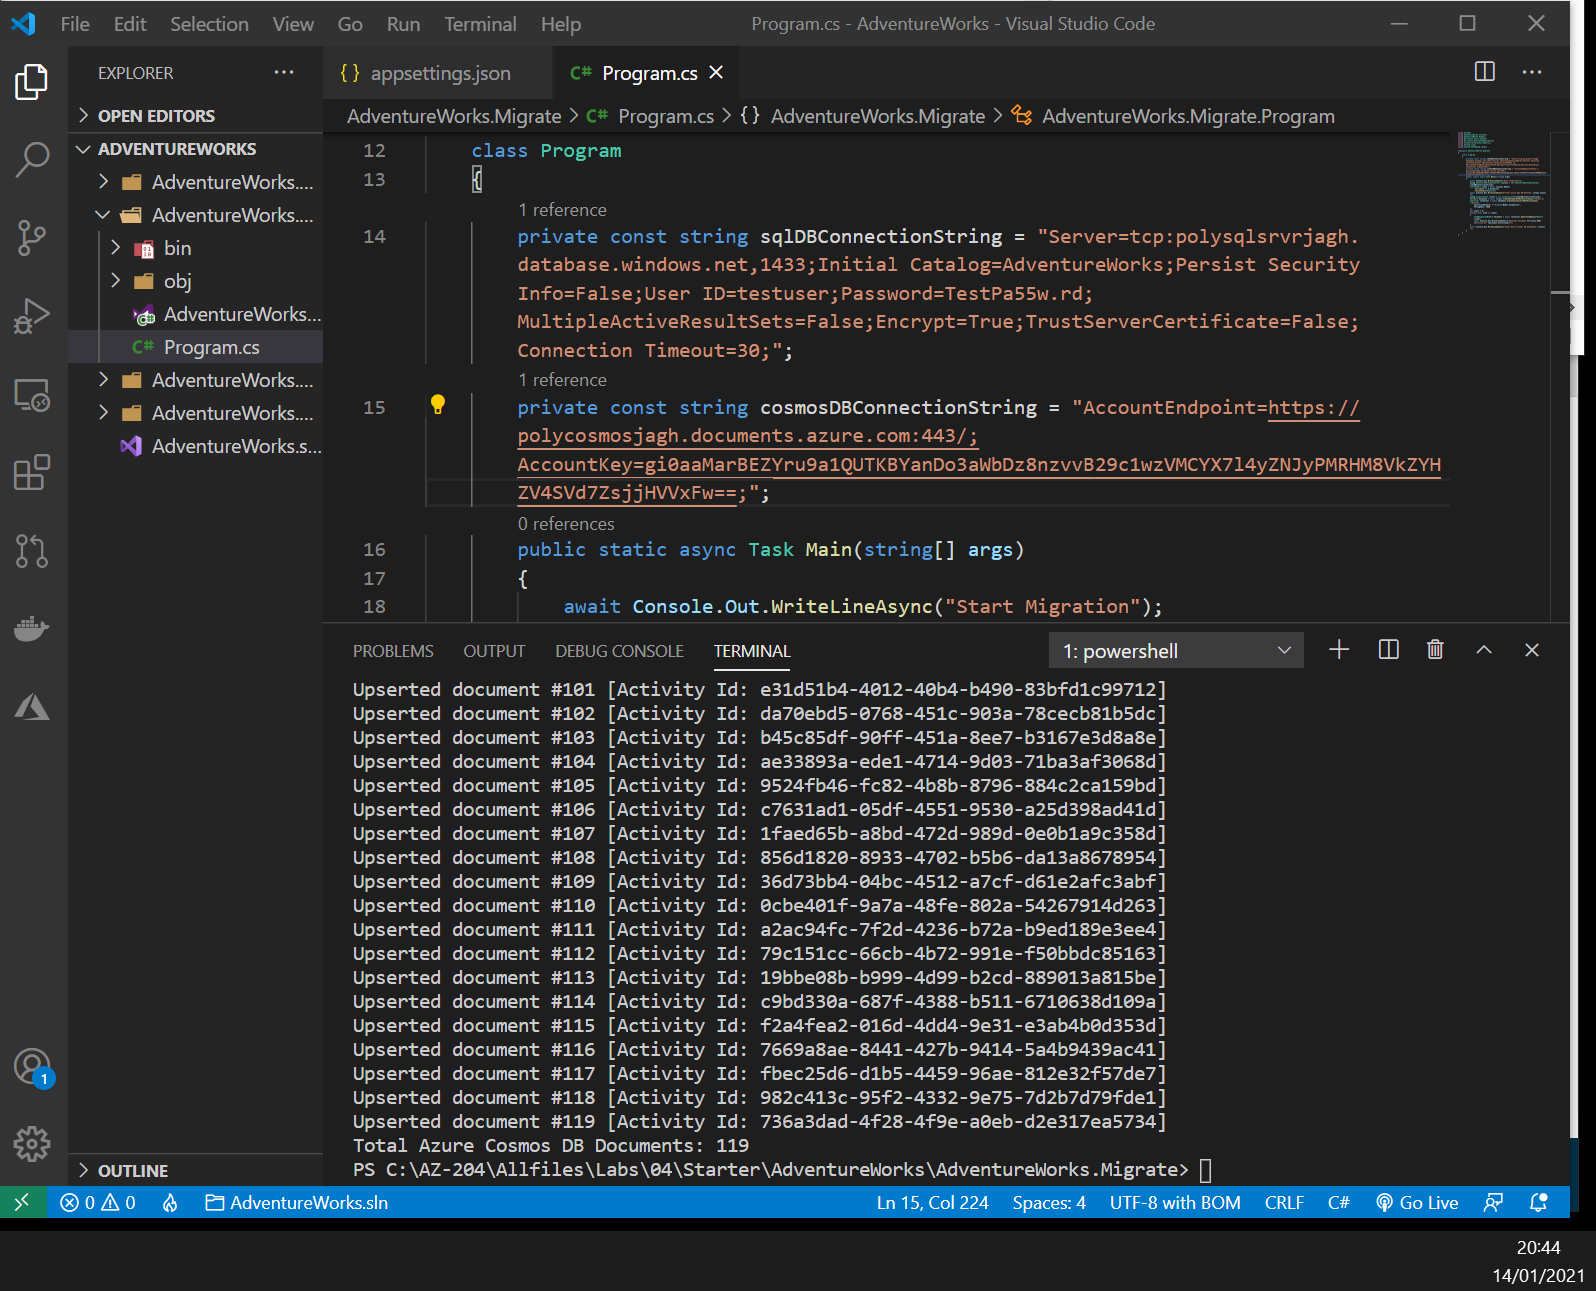 File Edit Selection View Go Run Terminal Help Program.cs - AdventureWorks - Visual Studio Code
EXPLORER ···
{} appsettings.json C# Program.cs
OPEN EDITORS
AdventureWorks.Migrate > C# Program.cs > {} AdventureWorks.Migrate > AdventureWorks.Migrate.Program
ADVENTUREWORKS
AdventureWorks....
AdventureWorks....
bin
obj
AdventureWorks...
C# Program.cs
AdventureWorks....
AdventureWorks....
AdventureWorks.s...
OUTLINE
12 class Program
13 {
1 reference
14 private const string sqlDBConnectionString = "Server=tcp:polysqlsrvrjagh.
database.windows.net,1433;Initial Catalog=AdventureWorks;Persist Security
Info=False;User ID=testuser;Password=TestPa55w.rd;
MultipleActiveResultSets=False;Encrypt=True;TrustServerCertificate=False;
Connection Timeout=30;";
1 reference
15 private const string cosmosDBConnectionString = "AccountEndpoint=https://
polycosmosjagh.documents.azure.com:443/;
AccountKey=gi0aaMarBEZYru9a1QUTKBYanDo3aWbDz8nzvvB29c1wzVMCYX7l4yZNJyPMRHM8VkZYH
ZV4SVd7ZsjjHVVxFw==;";
0 references
16 public static async Task Main(string[] args)
17 {
18 await Console.Out.WriteLineAsync("Start Migration");
PROBLEMS OUTPUT DEBUG CONSOLE TERMINAL 1: powershell
Upserted document #101 [Activity Id: e31d51b4-4012-40b4-b490-83bfd1c99712]
Upserted document #102 [Activity Id: da70ebd5-0768-451c-903a-78cecb81b5dc]
Upserted document #103 [Activity Id: b45c85df-90ff-451a-8ee7-b3167e3d8a8e]
Upserted document #104 [Activity Id: ae33893a-ede1-4714-9d03-71ba3af3068d]
Upserted document #105 [Activity Id: 9524fb46-fc82-4b8b-8796-884c2ca159bd]
Upserted document #106 [Activity Id: c7631ad1-05df-4551-9530-a25d398ad41d]
Upserted document #107 [Activity Id: 1faed65b-a8bd-472d-989d-0e0b1a9c358d]
Upserted document #108 [Activity Id: 856d1820-8933-4702-b5b6-da13a8678954]
Upserted document #109 [Activity Id: 36d73bb4-04bc-4512-a7cf-d61e2afc3abf]
Upserted document #110 [Activity Id: 0cbe401f-9a7a-48fe-802a-54267914d263]
Upserted document #111 [Activity Id: a2ac94fc-7f2d-4236-b72a-b9ed189e3ee4]
Upserted document #112 [Activity Id: 79c151cc-66cb-4b72-991e-f50bbdc85163]
Upserted document #113 [Activity Id: 19bbe08b-b999-4d99-b2cd-889013a815be]
Upserted document #114 [Activity Id: c9bd330a-687f-4388-b511-6710638d109a]
Upserted document #115 [Activity Id: f2a4fea2-016d-4dd4-9e31-e3ab4b0d353d]
Upserted document #116 [Activity Id: 7669a8ae-8441-427b-9414-5a4b9439ac41]
Upserted document #117 [Activity Id: fbec25d6-d1b5-4459-96ae-812e32f57de7]
Upserted document #118 [Activity Id: 982c413c-95f2-4332-9e75-7d2b7d79fde1]
Upserted document #119 [Activity Id: 736a3dad-4f28-4f9e-a0eb-d2e317ea5734]
Total Azure Cosmos DB Documents: 119
PS C:\AZ-204\Allfiles\Labs\04\Starter\AdventureWorks\AdventureWorks.Migrate>
1
0 0 AdventureWorks.sln Ln 15, Col 224 Spaces: 4 UTF-8 with BOM CRLF C# Go Live
20:44
14/01/2021